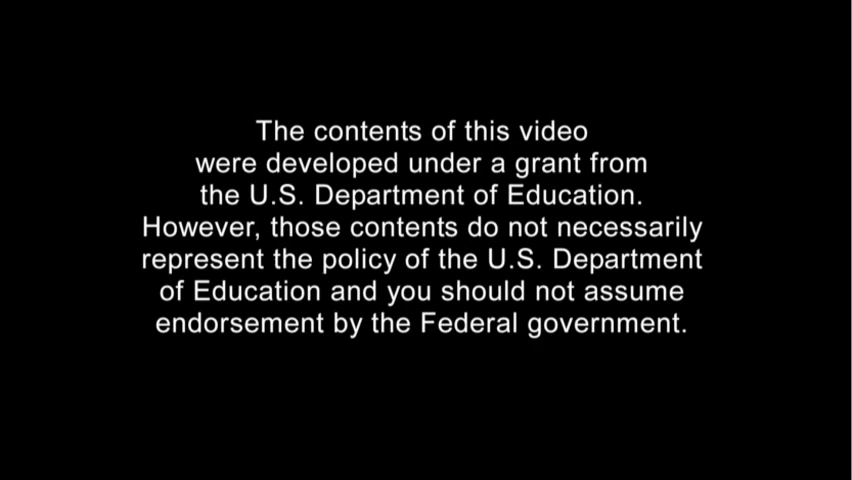 The contents of this video
were developed under a grant from
the U.S. Department of Education.
However, those contents do not necessarily
represent the policy of the U.S. Department
of Education and you should not assume
endorsement by the Federal government.